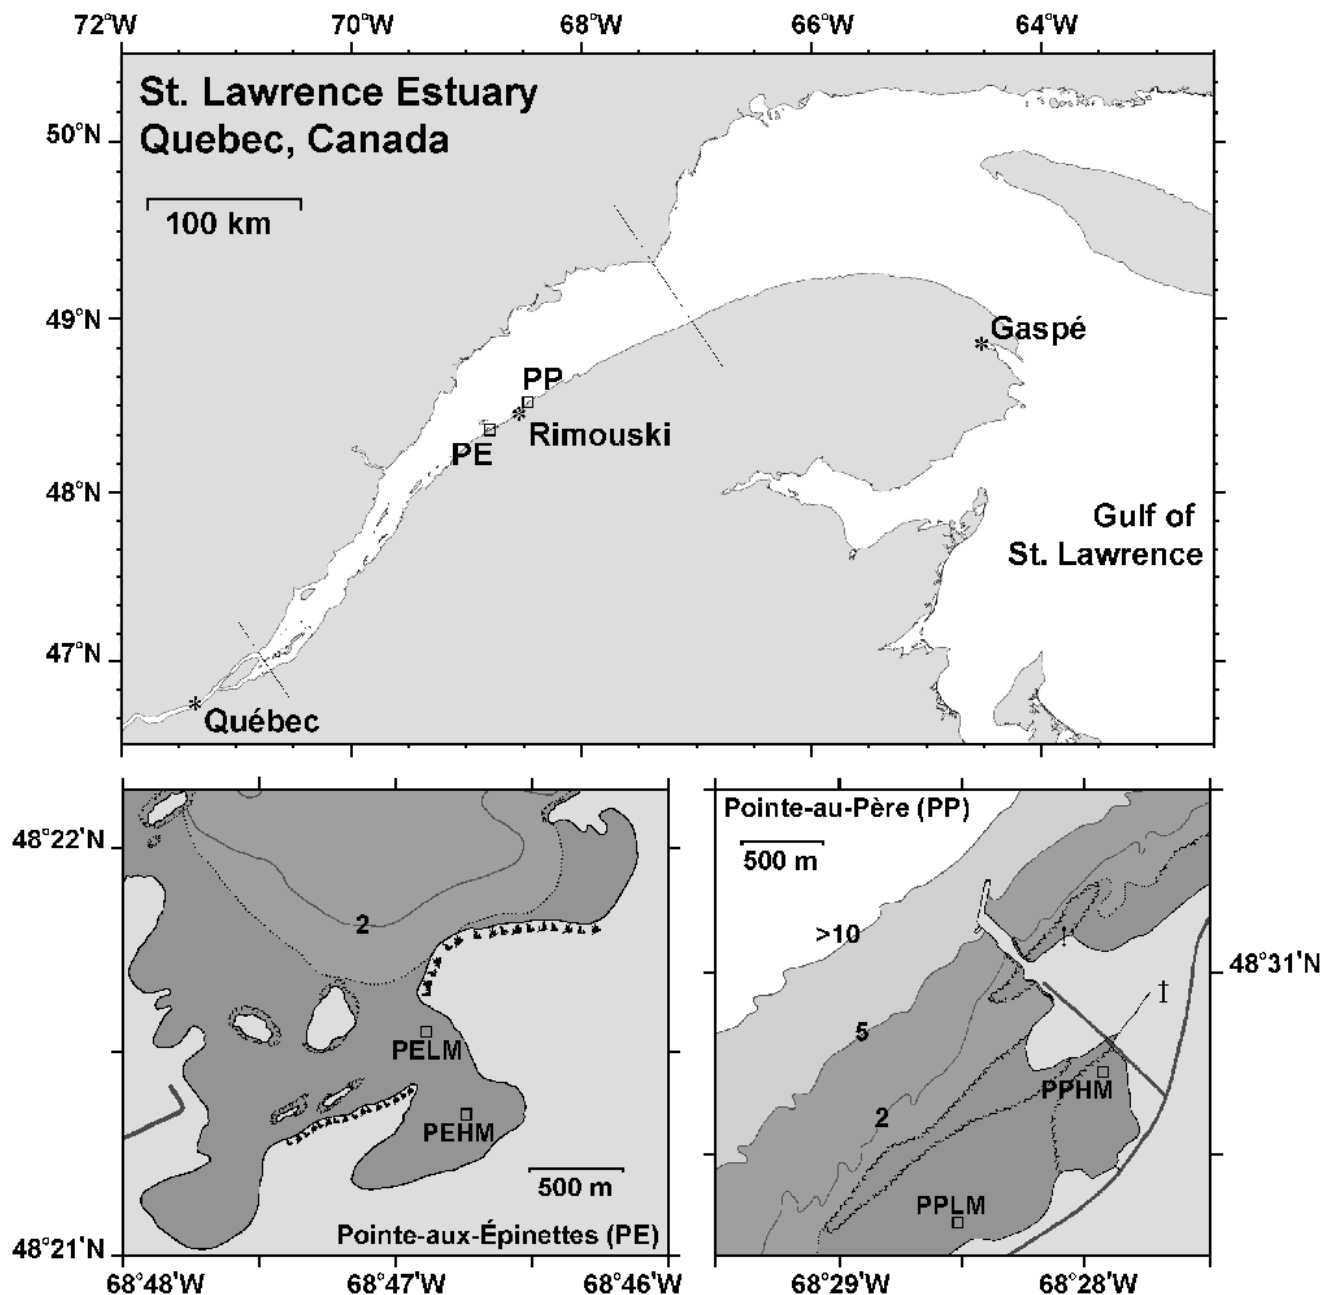 72°W 70°W 68°W 66°W 64°W
St. Lawrence Estuary
Quebec, Canada
50°N
100 km
49°N
Gaspé
PP
Rimouski
PE
48°N
Gulf of
St. Lawrence
47°N
Québec
Pointe-au-Père (PP)
500 m
48°22'N
2
>10
48°31'N
†
5
PELM
PPHM
2
PEHM
500 m
PPLM
Pointe-aux-Épinettes (PE)
48°21'N
68°48'W 68°47'W 68°46'W 68°29'W 68°28'W